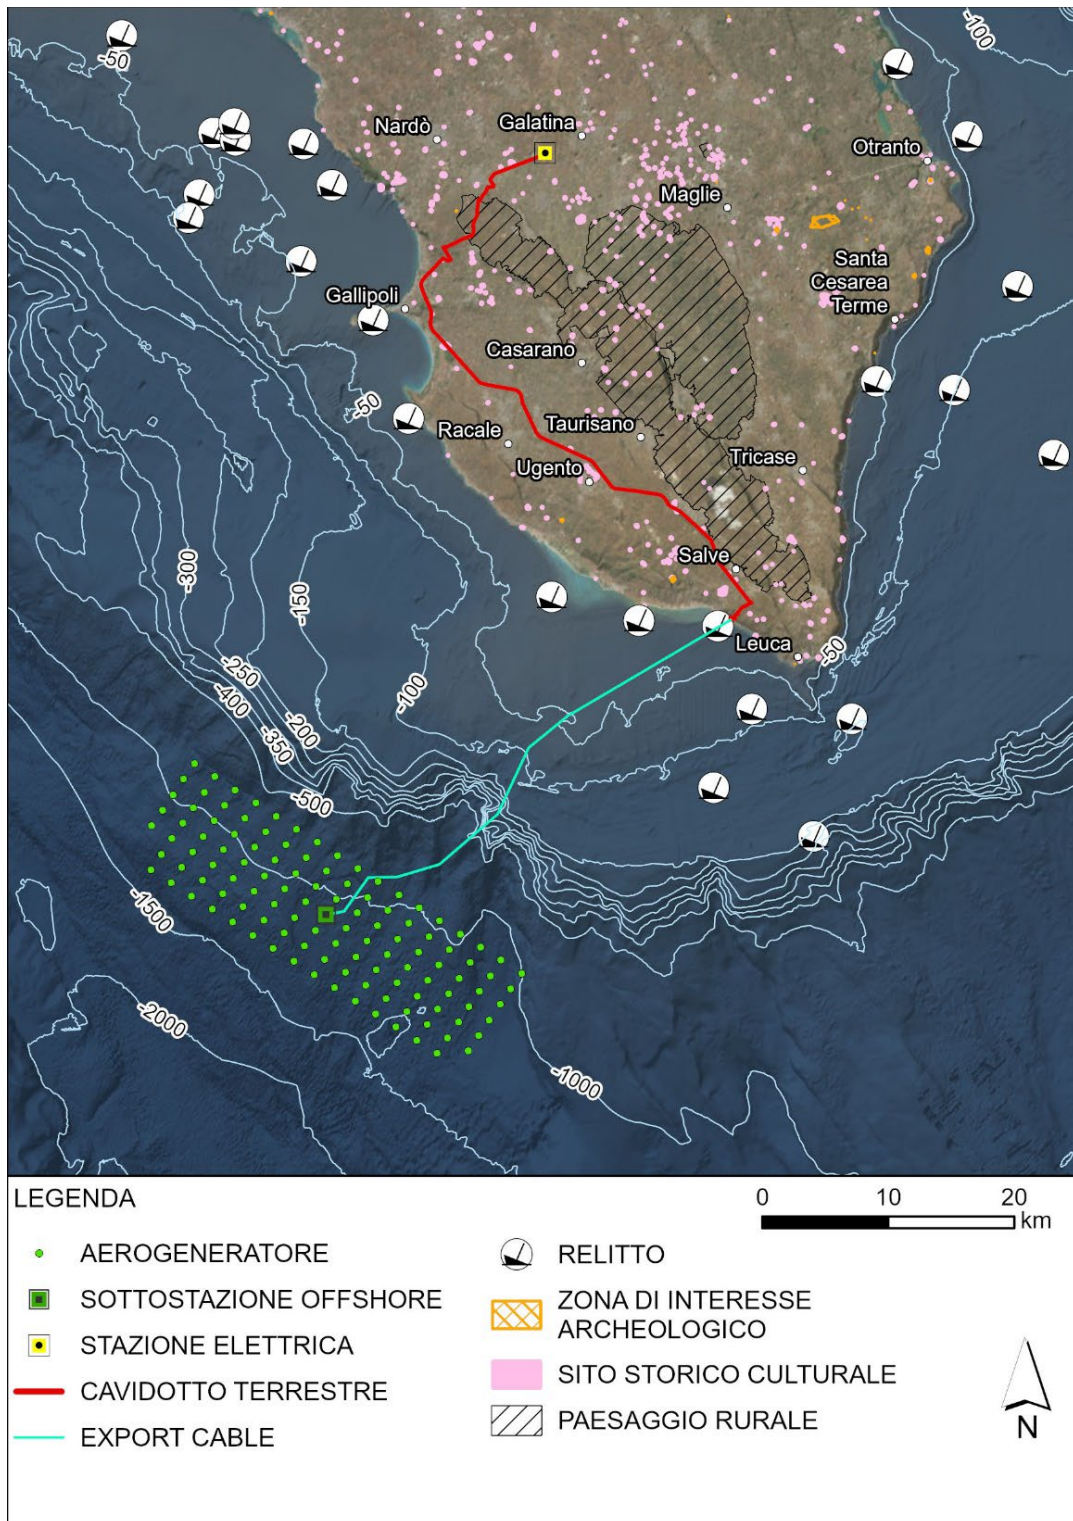 -100
-50
Nardò
Galatina
Otranto
Maglie
Santa
Cesarea
Terme
Gallipoli
Casarano
-50
Racale
Taurisano
Ugento
Tricase
-300
-150
Salve
Leuca
-50
-250
-400
-350
-200
-100
-500
-1500
-2000
-1000
LEGENDA
0 10 20
km
AEROGENERATORE
SOTTOSTAZIONE OFFSHORE
STAZIONE ELETTRICA
CAVIDOTTO TERRESTRE
EXPORT CABLE
RELITTO
ZONA DI INTERESSE
ARCHEOLOGICO
SITO STORICO CULTURALE
PAESAGGIO RURALE
N